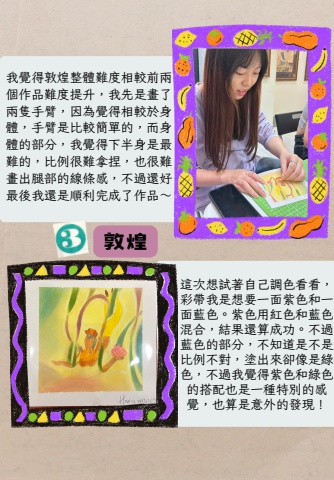 我覺得敦煌整體難度相較前兩
個作品難度提升，我先是畫了
兩隻手臂，因為覺得相較於身
體，手臂是比較簡單的，而身
體的部分，我覺得下半身是最
難的，比例很難拿捏，也很難
畫出腿部的線條感，不過還好
最後我還是順利完成了作品～
3 敦煌
這次想試著自己調色看看，
彩帶我是想要一面紫色和一
面藍色。紫色用紅色和藍色
混合，結果還算成功。不過
藍色的部分，不知道是不是
比例不對，塗出來卻像是綠
色，不過我覺得紫色和綠色
的搭配也是一種特別的感
覺，也算是意外的發現！